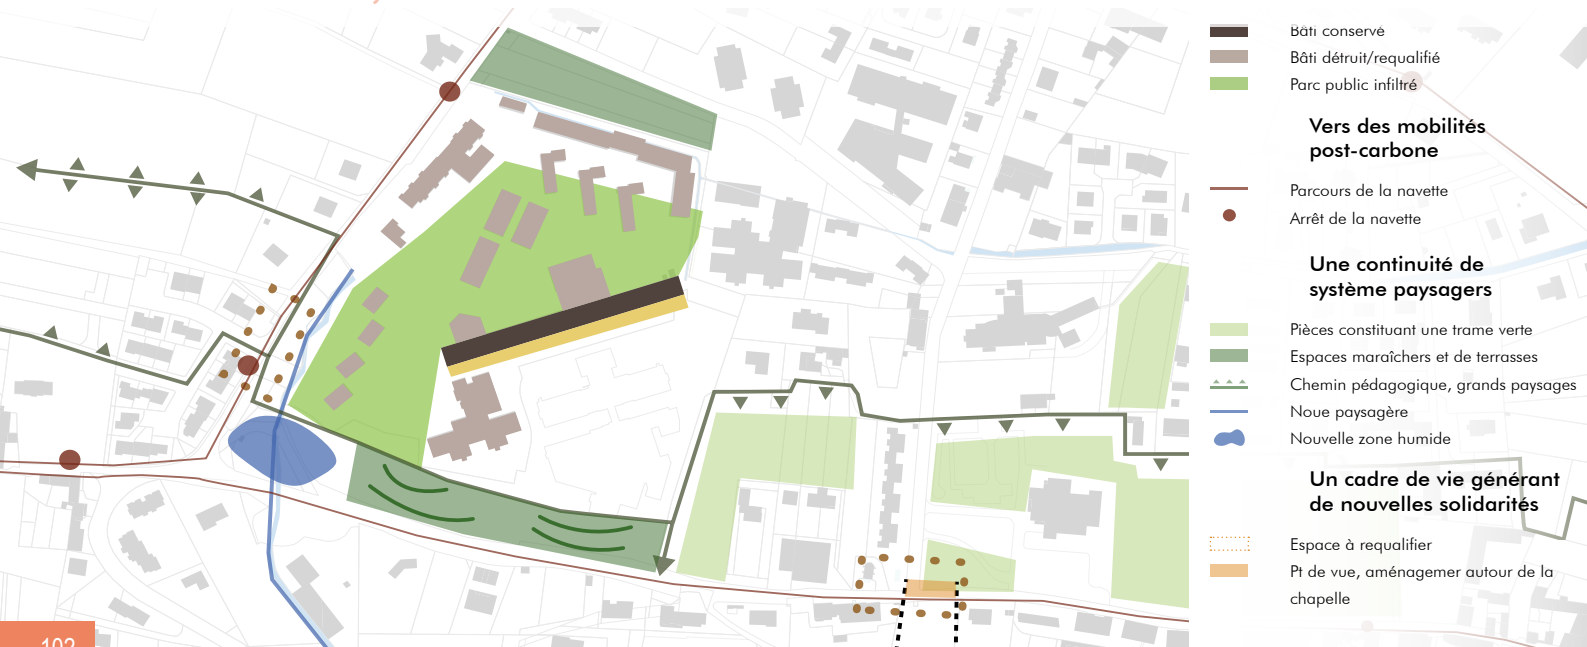 Bâti conservé
Bâti détruit/requalifié
Parc public infiltré
Vers des mobilités
post-carbone
Parcours de la navette
Arrêt de la navette
Une continuité de
système paysagers
Pièces constituant une trame verte
Espaces maraîchers et de terrasses
Chemin pédagogique, grands paysages
Noue paysagère
Nouvelle zone humide
Un cadre de vie générant
de nouvelles solidarités
Espace à requalifier
Pt de vue, aménagemer autour de la
chapelle
102